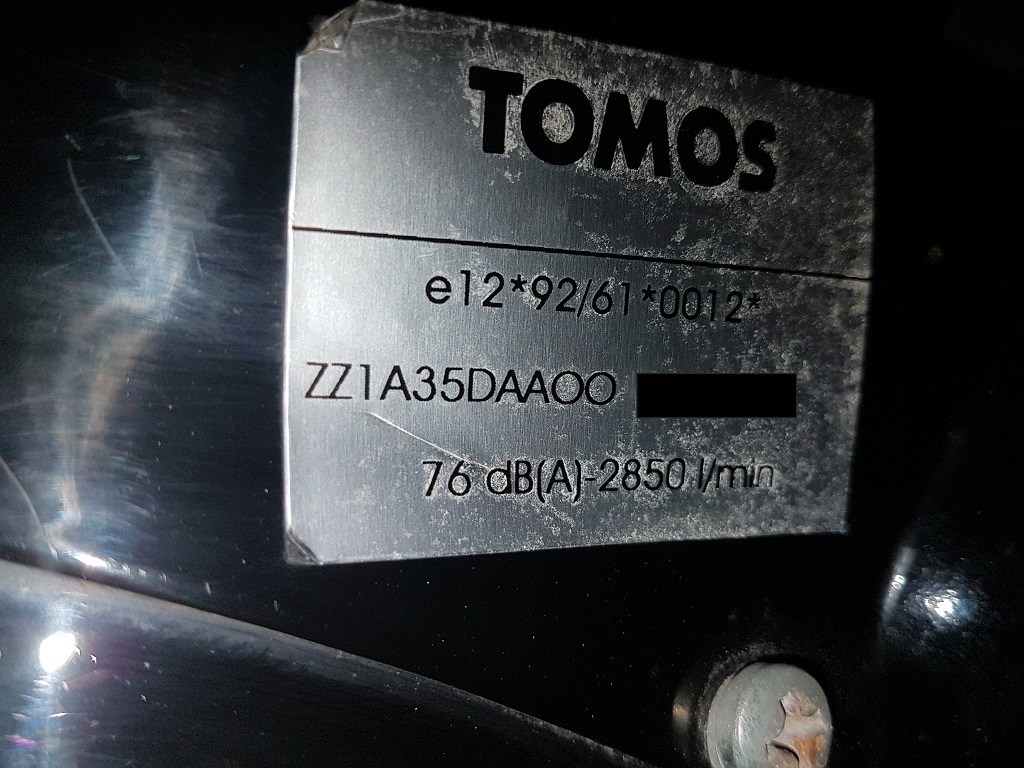 TOMOS
e12*92/61*0012*
ZZ1A35DAAOO
76 dB(A)-2850 l/min